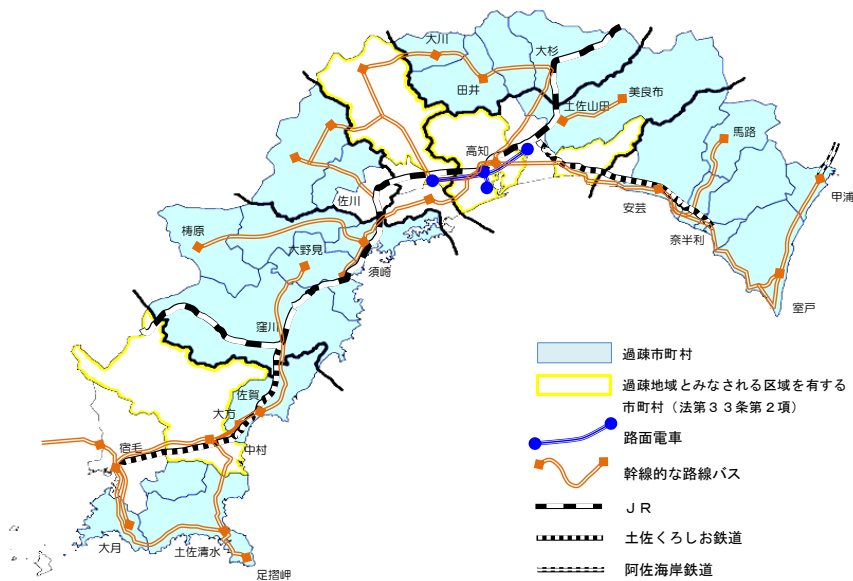 大川
大杉
田井
美良布
土佐山田
馬路
高知
甲浦
佐川
安芸
梼原
大野見
奈半利
須崎
室戸
窪川
佐賀
大方
宿毛
中村
大月
土佐清水
足摺岬
過疎市町村
過疎地域とみなされる区域を有する
市町村（法第３３条第２項）
路面電車
幹線的な路線バス
ＪＲ
土佐くろしお鉄道
阿佐海岸鉄道